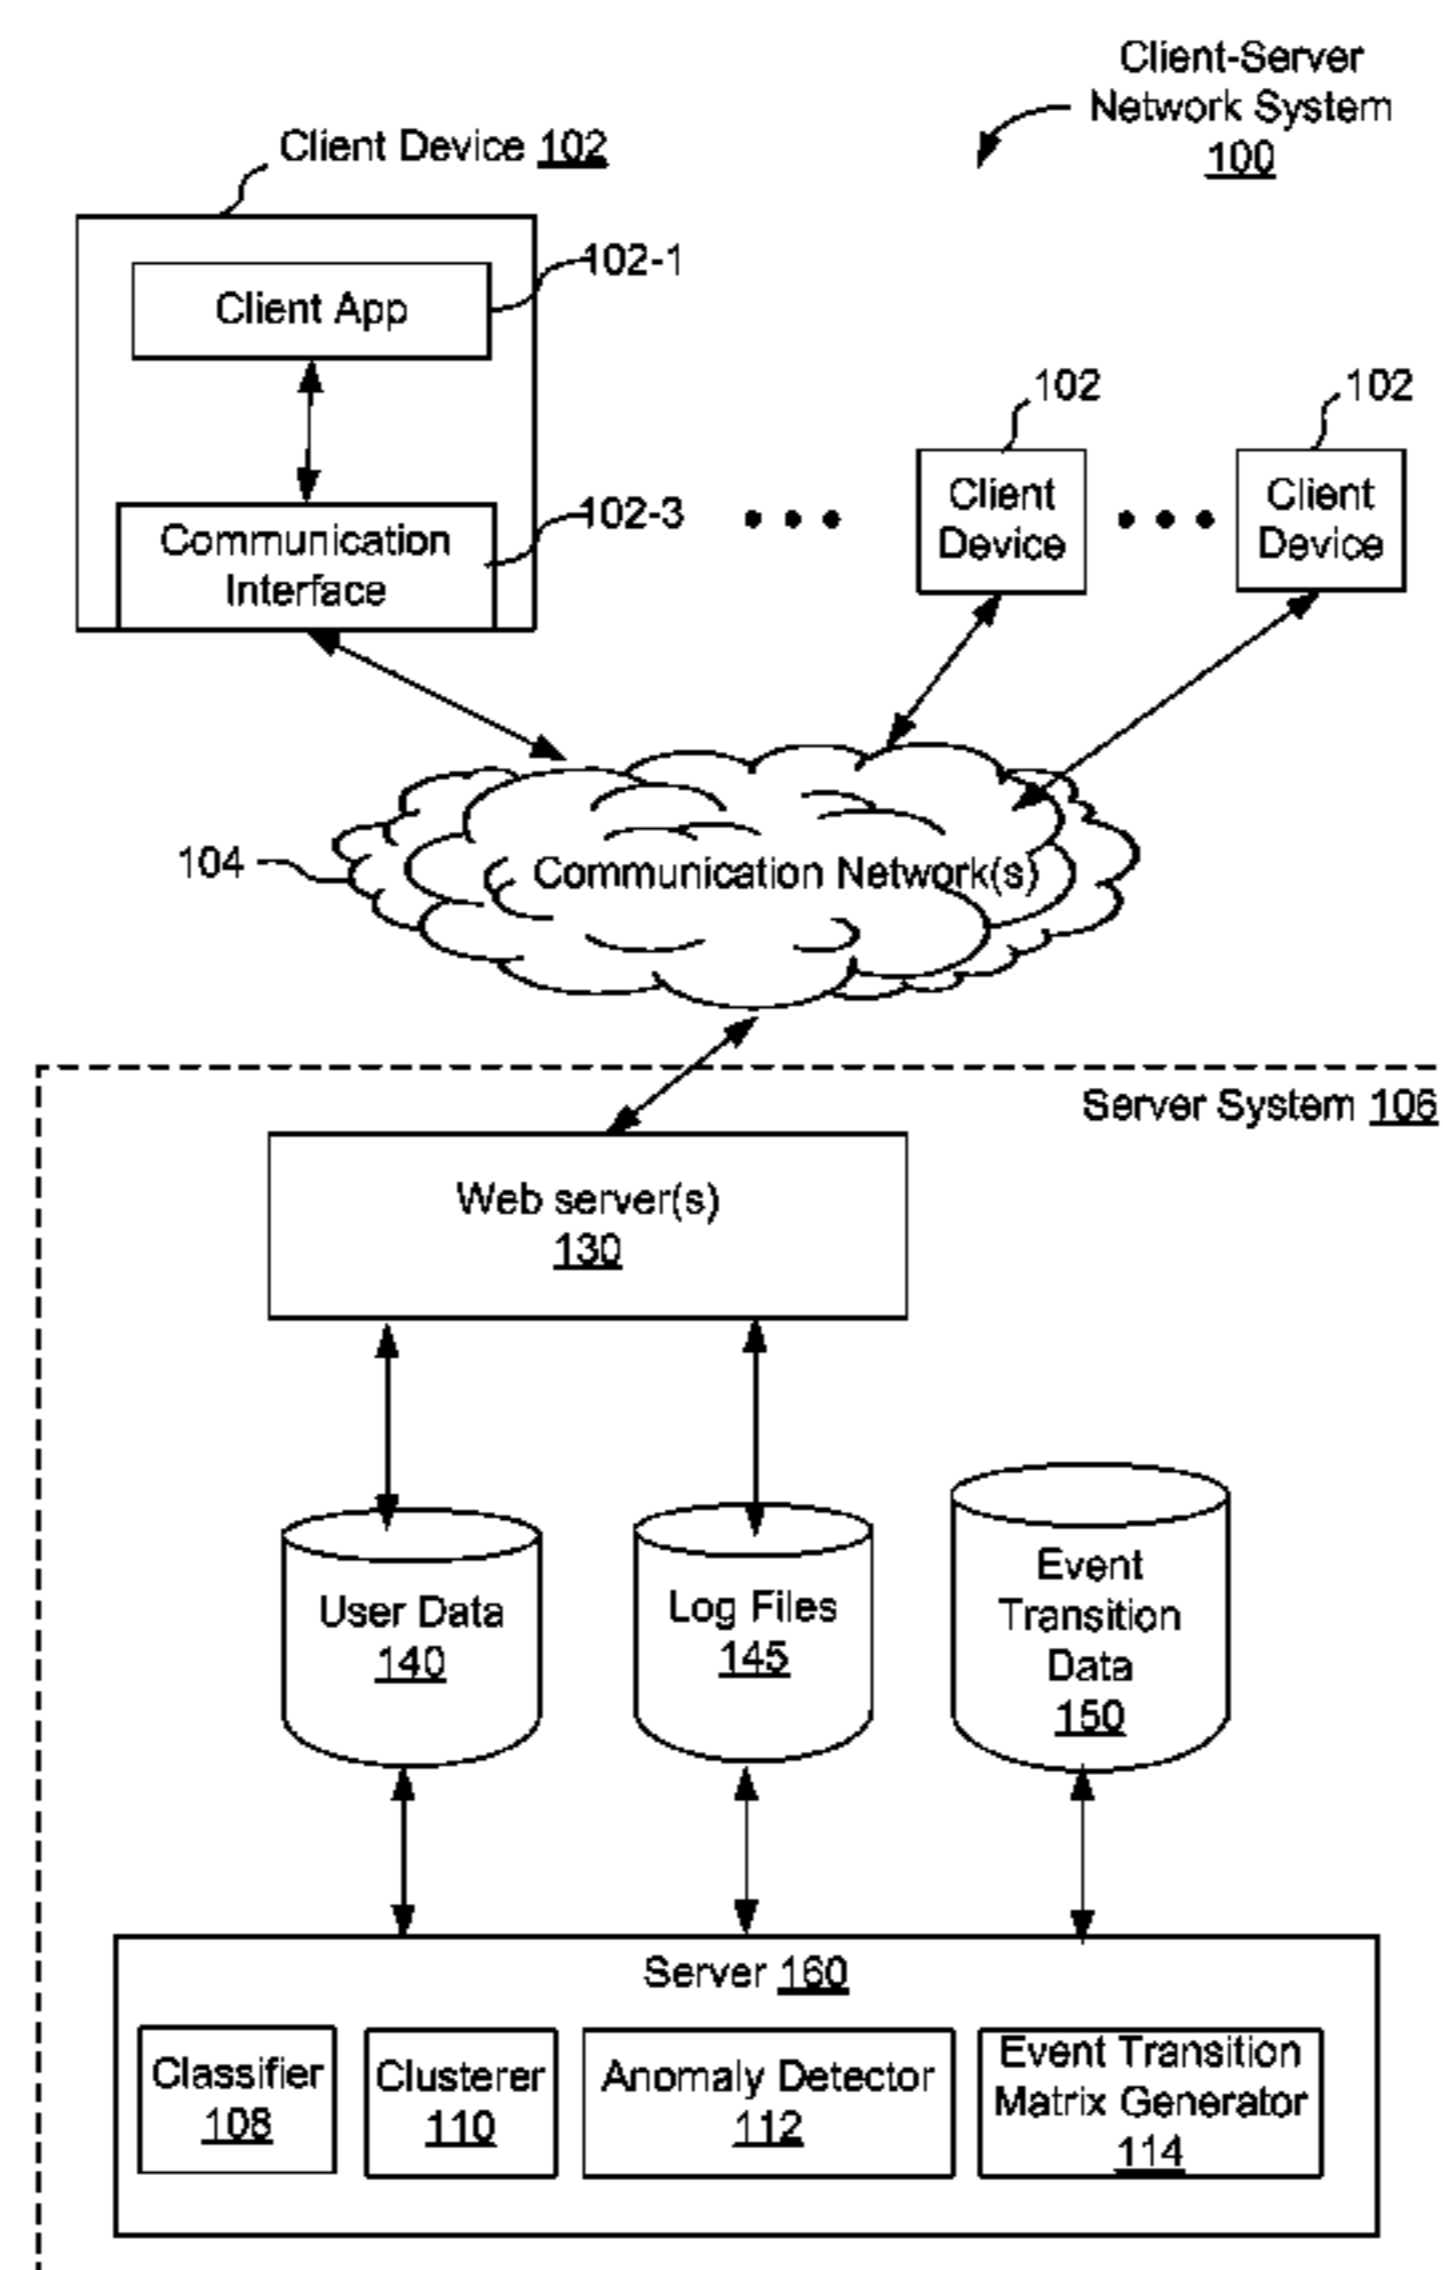 Client-Server
Network System
100
Client Device 102
102-1
Client App
102-3
Communication
Interface
102
Client
Device
102
Client
Device
104
Communication Network(s)
Server System 106
Web server(s)
130
User Data
140
Log Files
145
Event
Transition
Data
150
Server 160
Classifier
108
Clusterer
110
Anomaly Detector
112
Event Transition
Matrix Generator
114